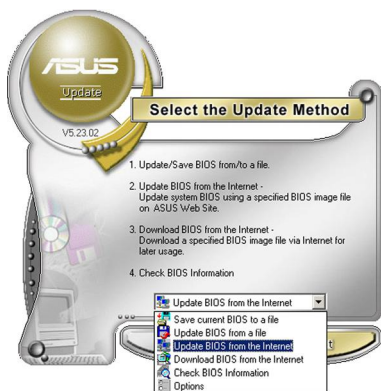 ASUS
Update
V5.23.02
Select the Update Method
1. Update/Save BIOS from/to a file.
2. Update BIOS from the Internet -
Update system BIOS using a specified BIOS image file
on ASUS Web Site.
3. Download BIOS from the Internet -
Download a specified BIOS image file via Internet for
later usage.
4. Check BIOS Information
Update BIOS from the Internet
Save current BIOS to a file
Update BIOS from a file
Update BIOS from the Internet
Download BIOS from the Internet
Check BIOS Information
Options